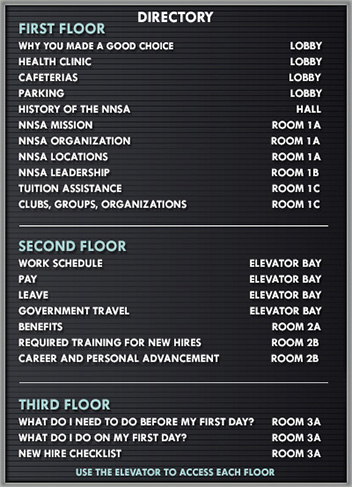 DIRECTORY
FIRST FLOOR
WHY YOU MADE A GOOD CHOICE LOBBY
HEALTH CLINIC LOBBY
CAFETERIAS LOBBY
PARKING LOBBY
HISTORY OF THE NNSA HALL
NNSA MISSION ROOM 1A
NNSA ORGANIZATION ROOM 1A
NNSA LOCATIONS ROOM 1A
NNSA LEADERSHIP ROOM 1B
TUITION ASSISTANCE ROOM 1C
CLUBS, GROUPS, ORGANIZATIONS ROOM 1C
SECOND FLOOR
WORK SCHEDULE ELEVATOR BAY
PAY ELEVATOR BAY
LEAVE ELEVATOR BAY
GOVERNMENT TRAVEL ELEVATOR BAY
BENEFITS ROOM 2A
REQUIRED TRAINING FOR NEW HIRES ROOM 2B
CAREER AND PERSONAL ADVANCEMENT ROOM 2B
THIRD FLOOR
WHAT DO I NEED TO DO BEFORE MY FIRST DAY? ROOM 3A
WHAT DO I DO ON MY FIRST DAY? ROOM 3A
NEW HIRE CHECKLIST ROOM 3A
USE THE ELEVATOR TO ACCESS EACH FLOOR